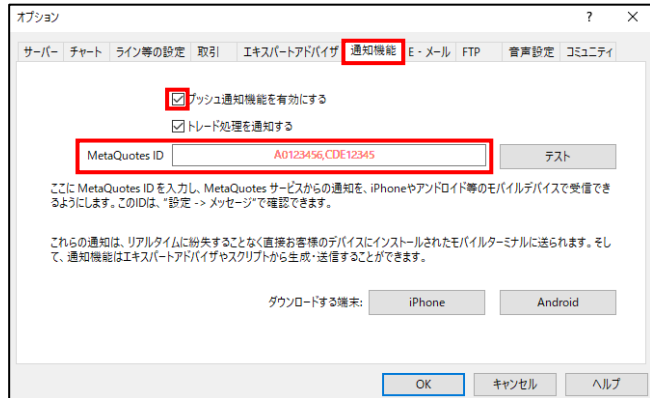 オプション
サーバー チャート ライン等の設定 取引 エキスパートアドバイザ 通知機能 E - メール FTP 音声設定 コミュニティ
プッシュ通知機能を有効にする
トレード処理を通知する
MetaQuotes ID A0123456,CDE12345 テスト
ここに MetaQuotes IDを入力し、MetaQuotes サービスからの通知を、iPhoneやアンドロイド等のモバイルデバイスで受信でき
るようにします。このIDは、"設定 -> メッセージ"で確認できます。
これらの通知は、リアルタイムに紛失することなく直接お客様のデバイスにインストールされたモバイルターミナルに送られます。そし
て、通知機能はエキスパートアドバイザやスクリプトから生成・送信することができます。
ダウンロードする端末: iPhone Android
OK キャンセル ヘルプ